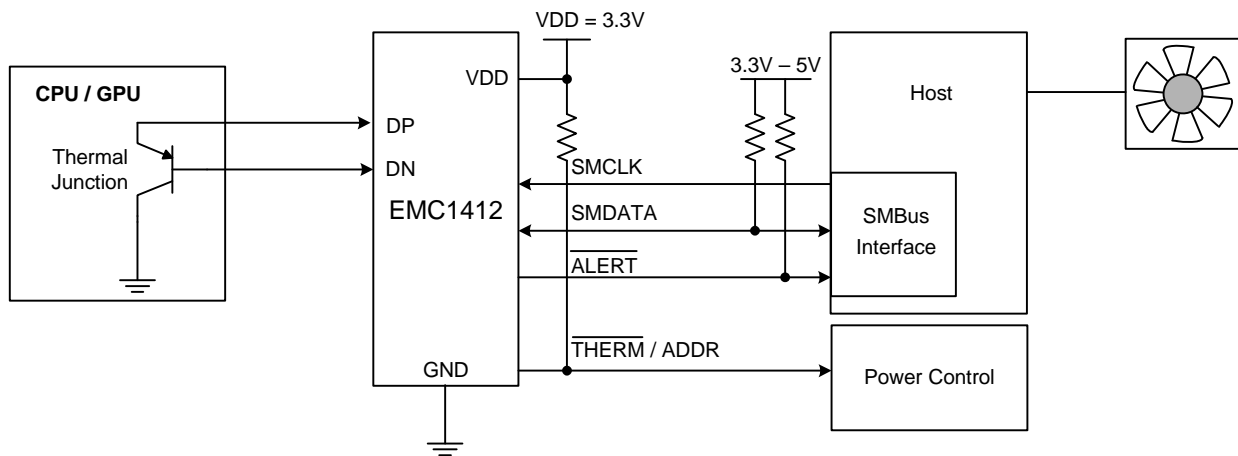 VDD = 3.3V
VDD
3.3V – 5V
CPU / GPU
Host
DP
Thermal
Junction
DN
SMCLK
EMC1412
SMDATA
SMBus
Interface
ALERT
THERM / ADDR
GND
Power Control